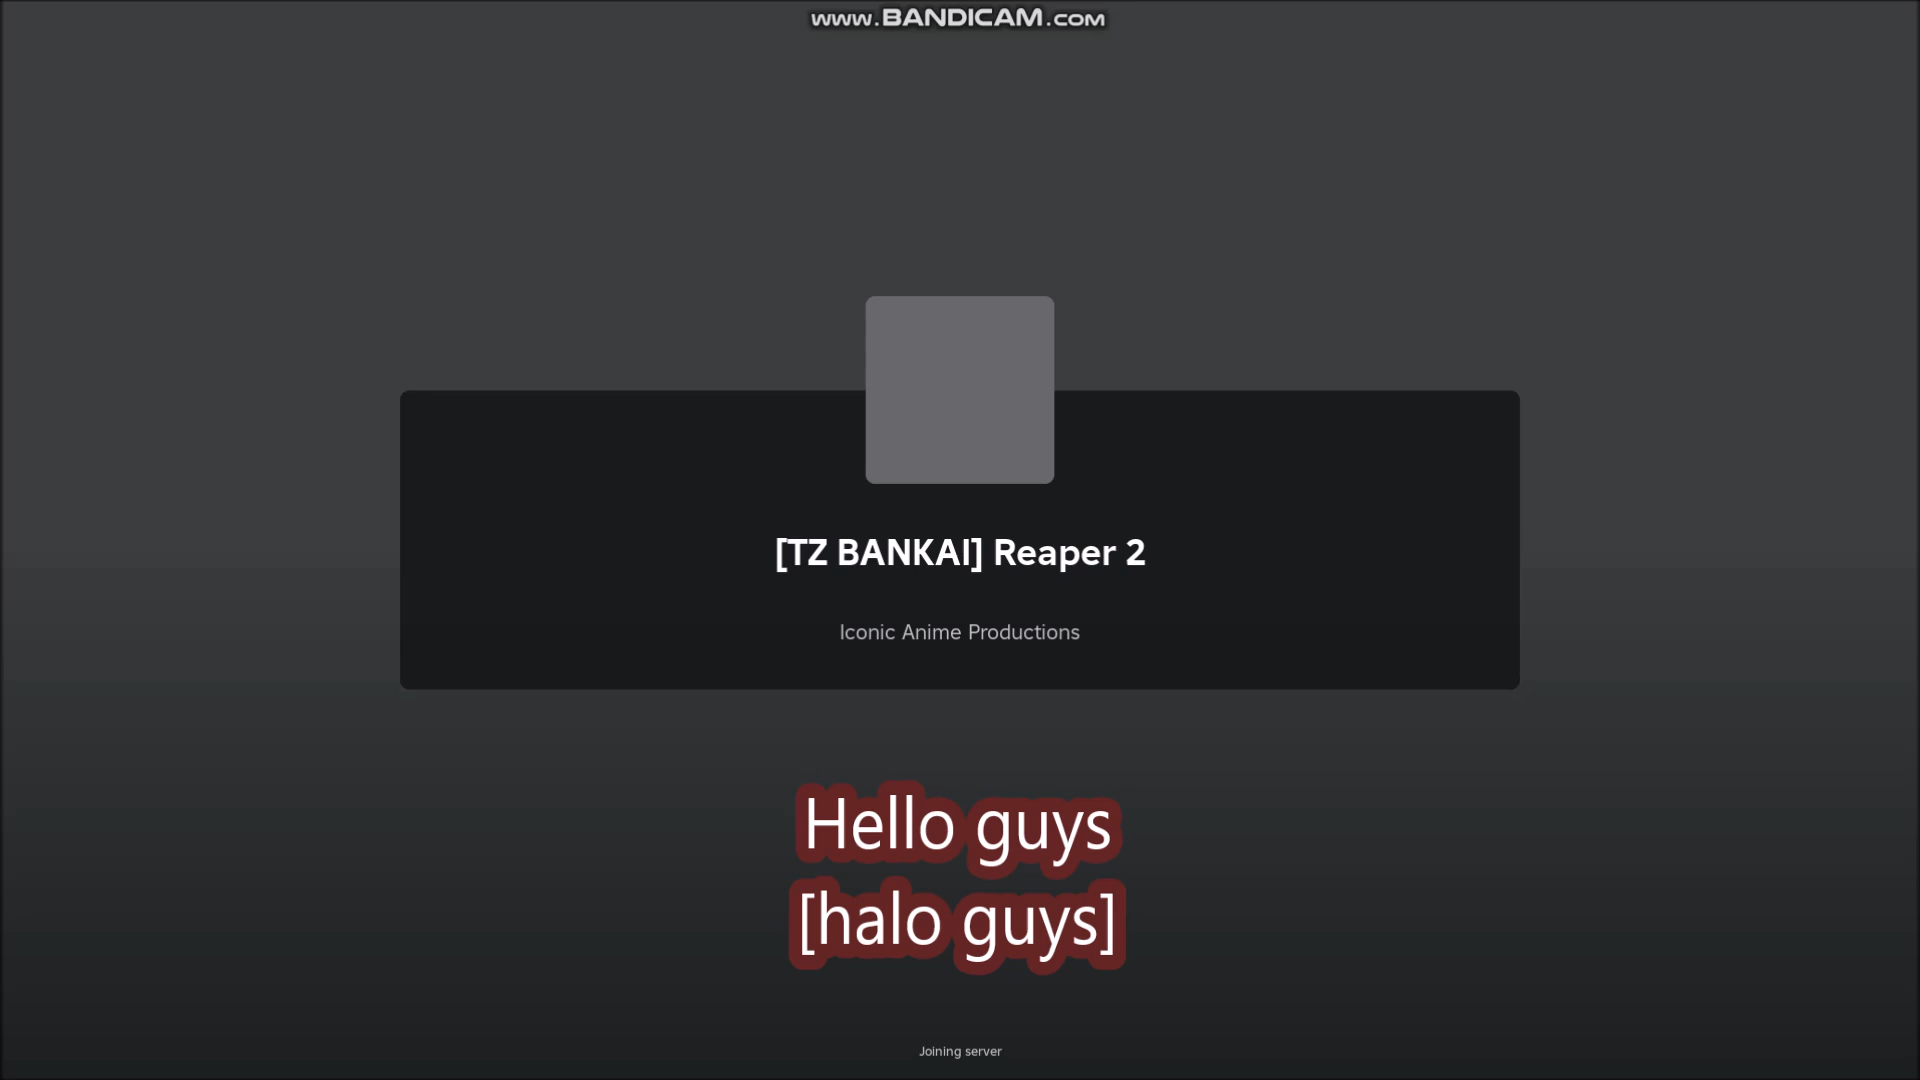 www.BANDICAM.com
[TZ BANKAI] Reaper 2
Iconic Anime Productions
Hello guys
[halo guys]
Joining server